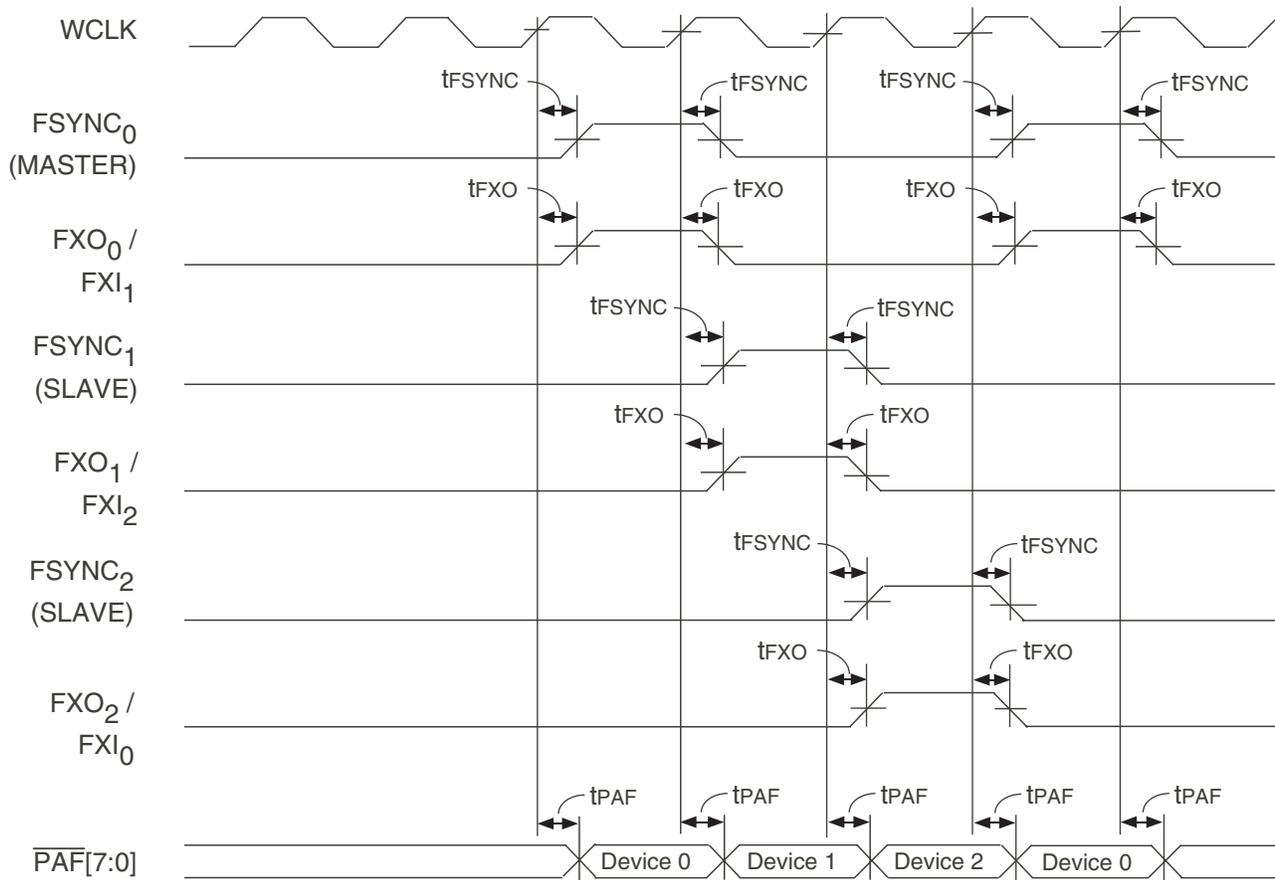 WCLK
tFSYNC tFSYNC tFSYNC tFSYNC
FSYNC0
(MASTER)
tFXO tFXO tFXO tFXO
FXO0 /
FXI1
tFSYNC tFSYNC
FSYNC1
(SLAVE)
tFXO tFXO
FXO1 /
FXI2
tFSYNC tFSYNC
FSYNC2
(SLAVE)
tFXO tFXO
FXO2 /
FXI0
tPAF tPAF tPAF tPAF tPAF
PAF[7:0] Device 0 Device 1 Device 2 Device 0